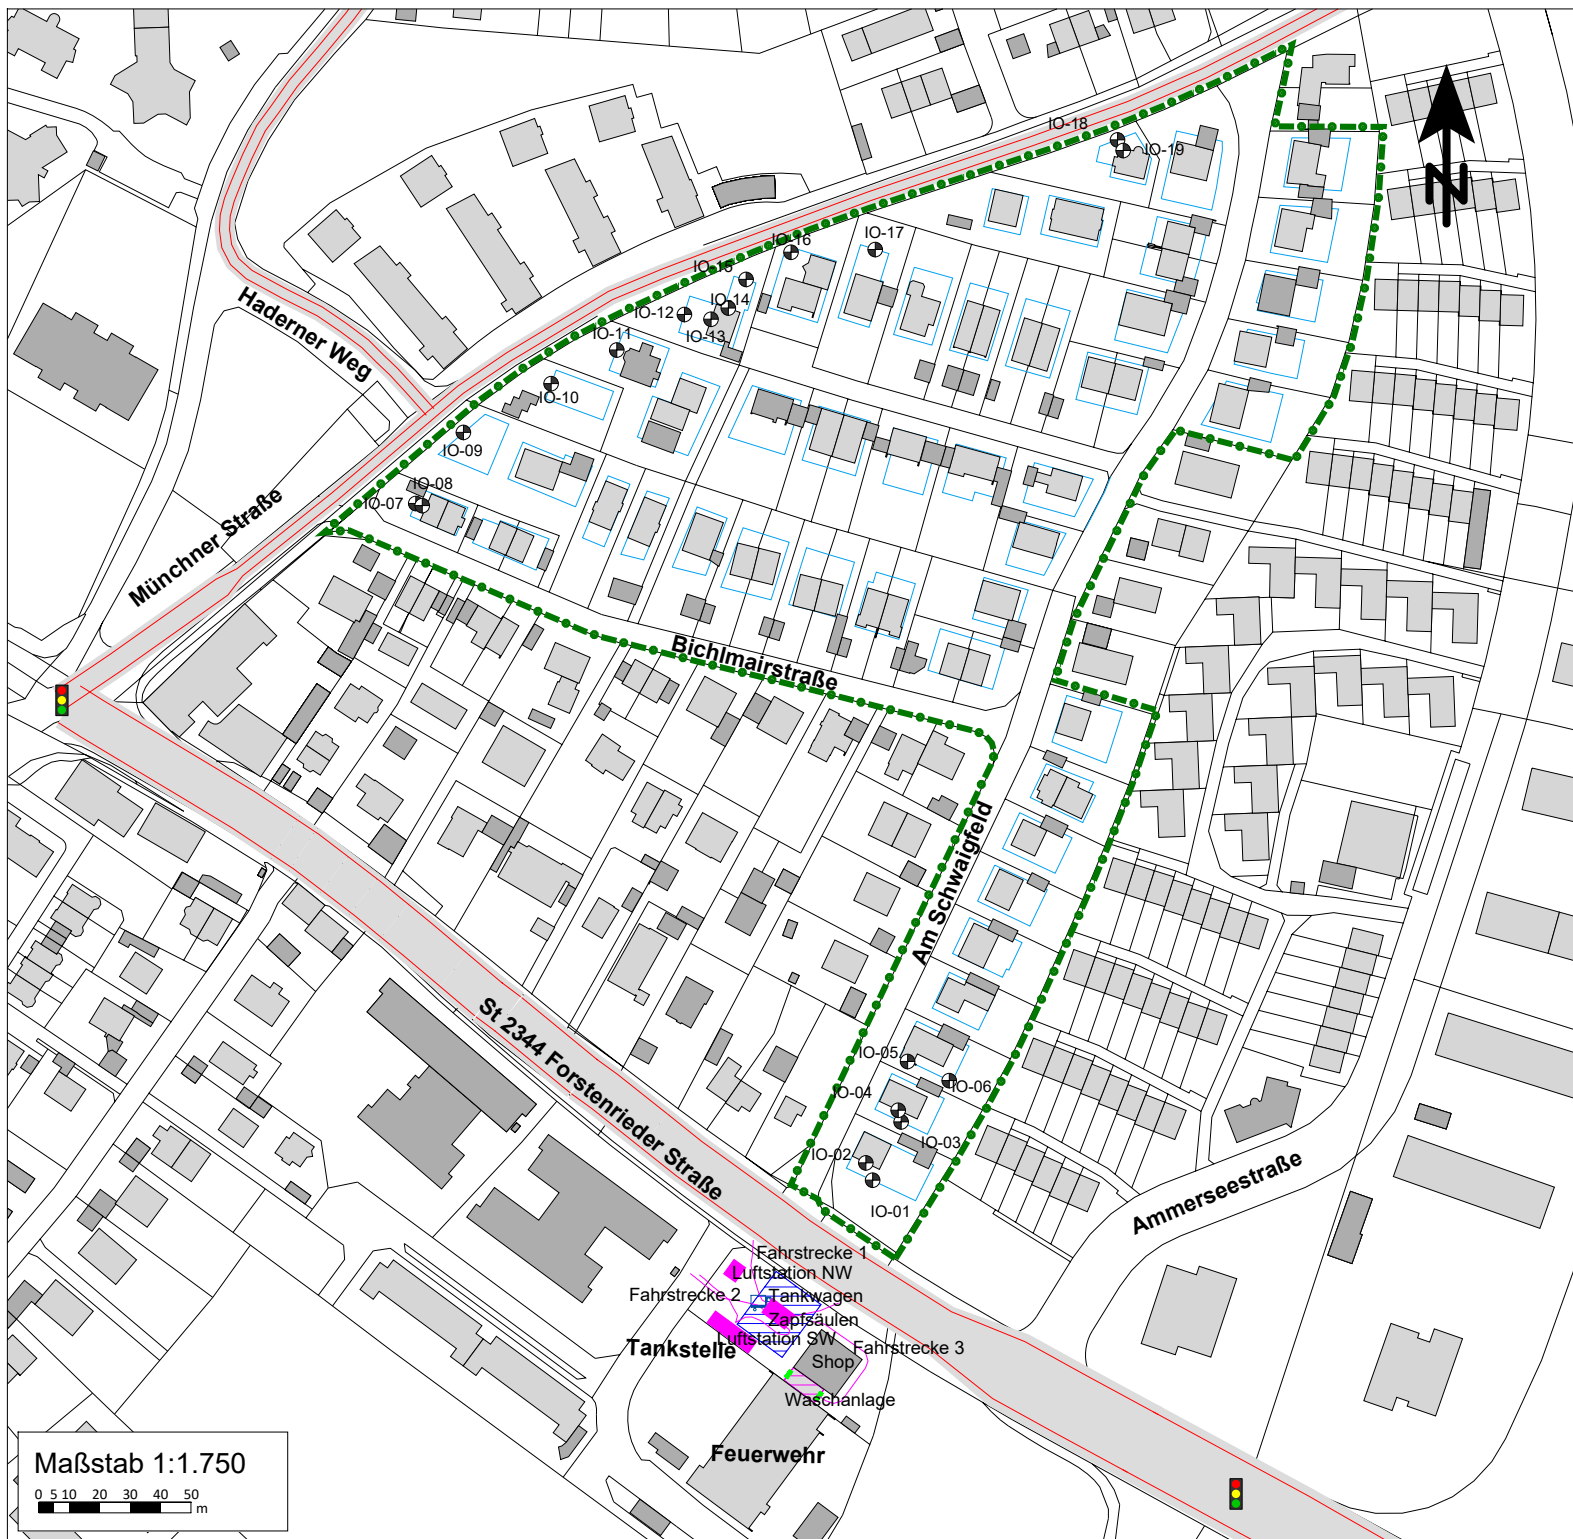 IO-18
IO-19
N
IO-16
IO-17
IO-15
IO-14
IO-12
IO-13
IO-11
Haderner Weg
IO-10
IO-09
IO-08
IO-07
Münchner Straße
Bichlmairstraße
Am Schwaigfeld
St 2344 Forstenrieder Straße
IO-05
IO-06
IO-04
IO-03
IO-02
IO-01
Ammerseestraße
Fahrstrecke 1
Luftstation NW
Fahrstrecke 2
Tankwagen
Zapfsäulen
Luftstation SW
Tankstelle
Fahrstrecke 3
Shop
Waschanlage
Feuerwehr
Maßstab 1:1.750
0 5 10 20 30 40 50
m